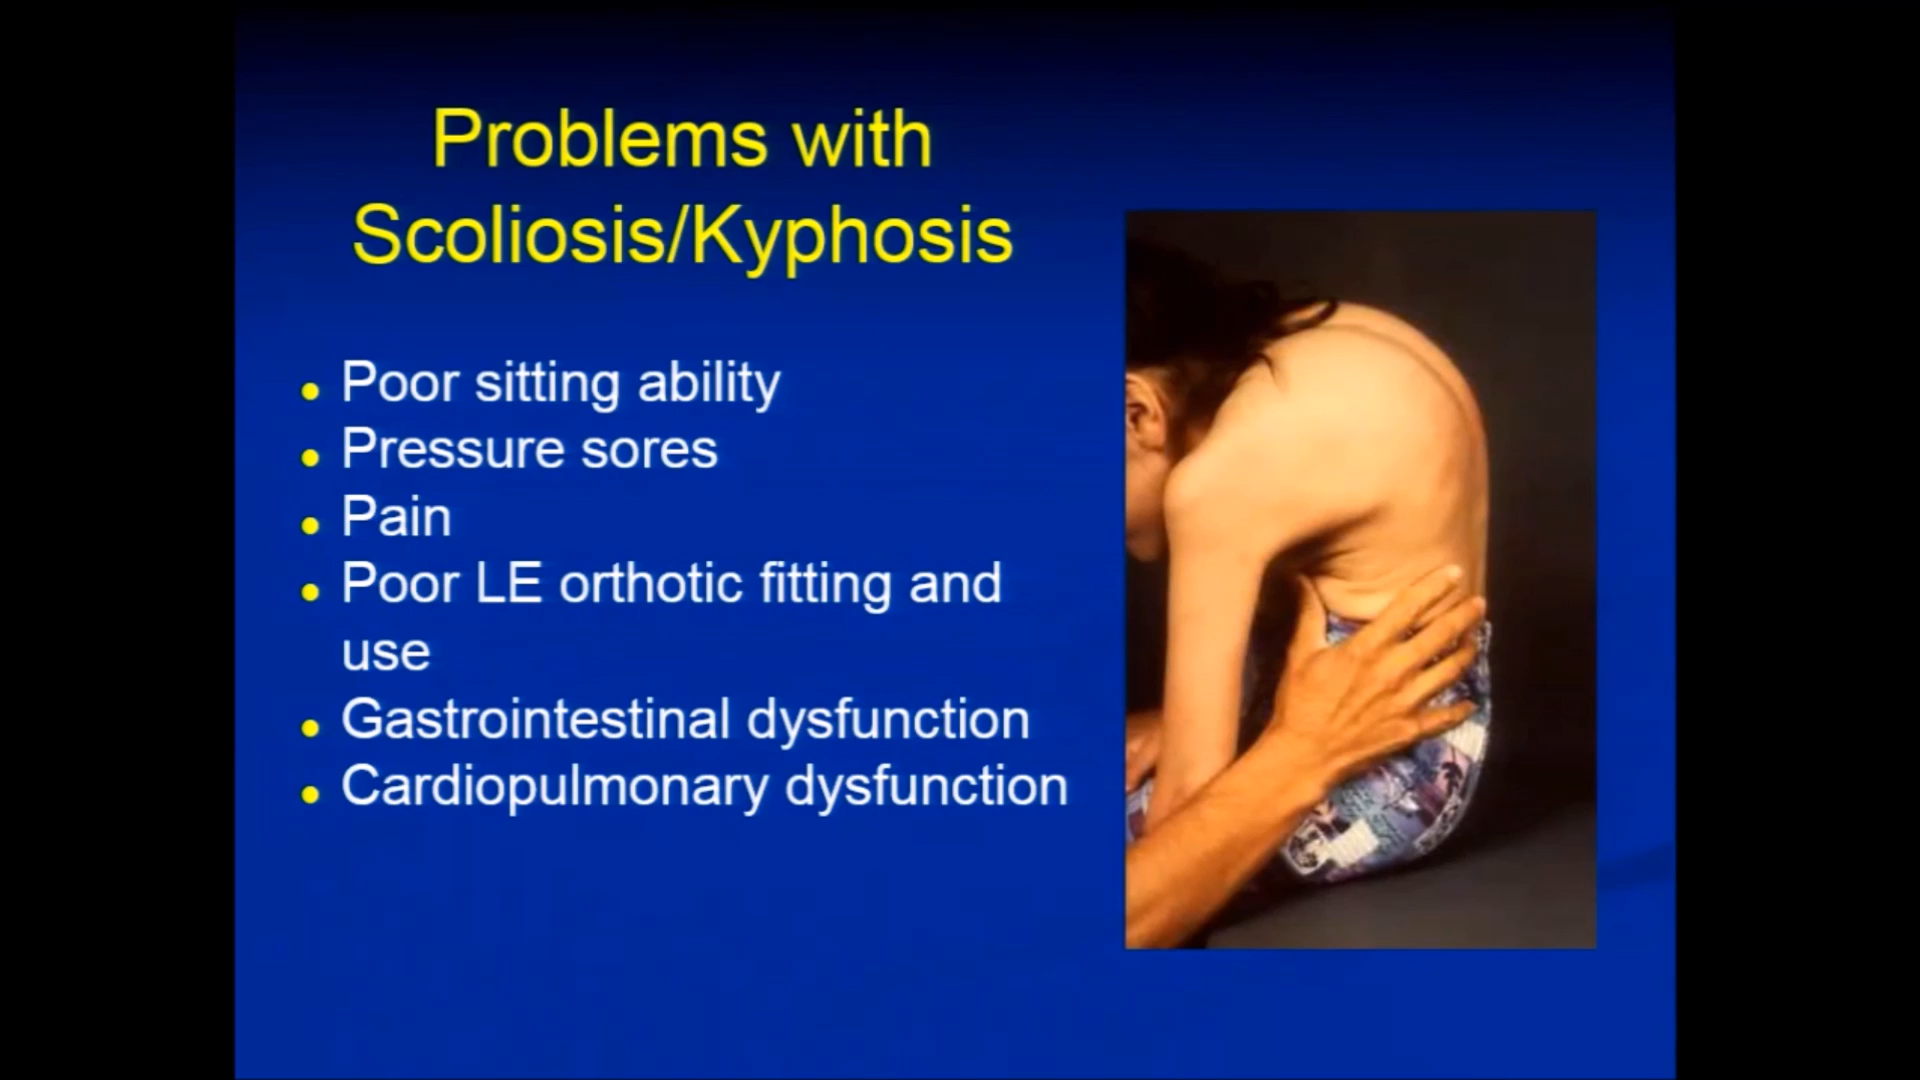 Problems with
Scoliosis/Kyphosis
Poor sitting ability
Pressure sores
Pain
Poor LE orthotic fitting and
use
Gastrointestinal dysfunction
Cardiopulmonary dysfunction